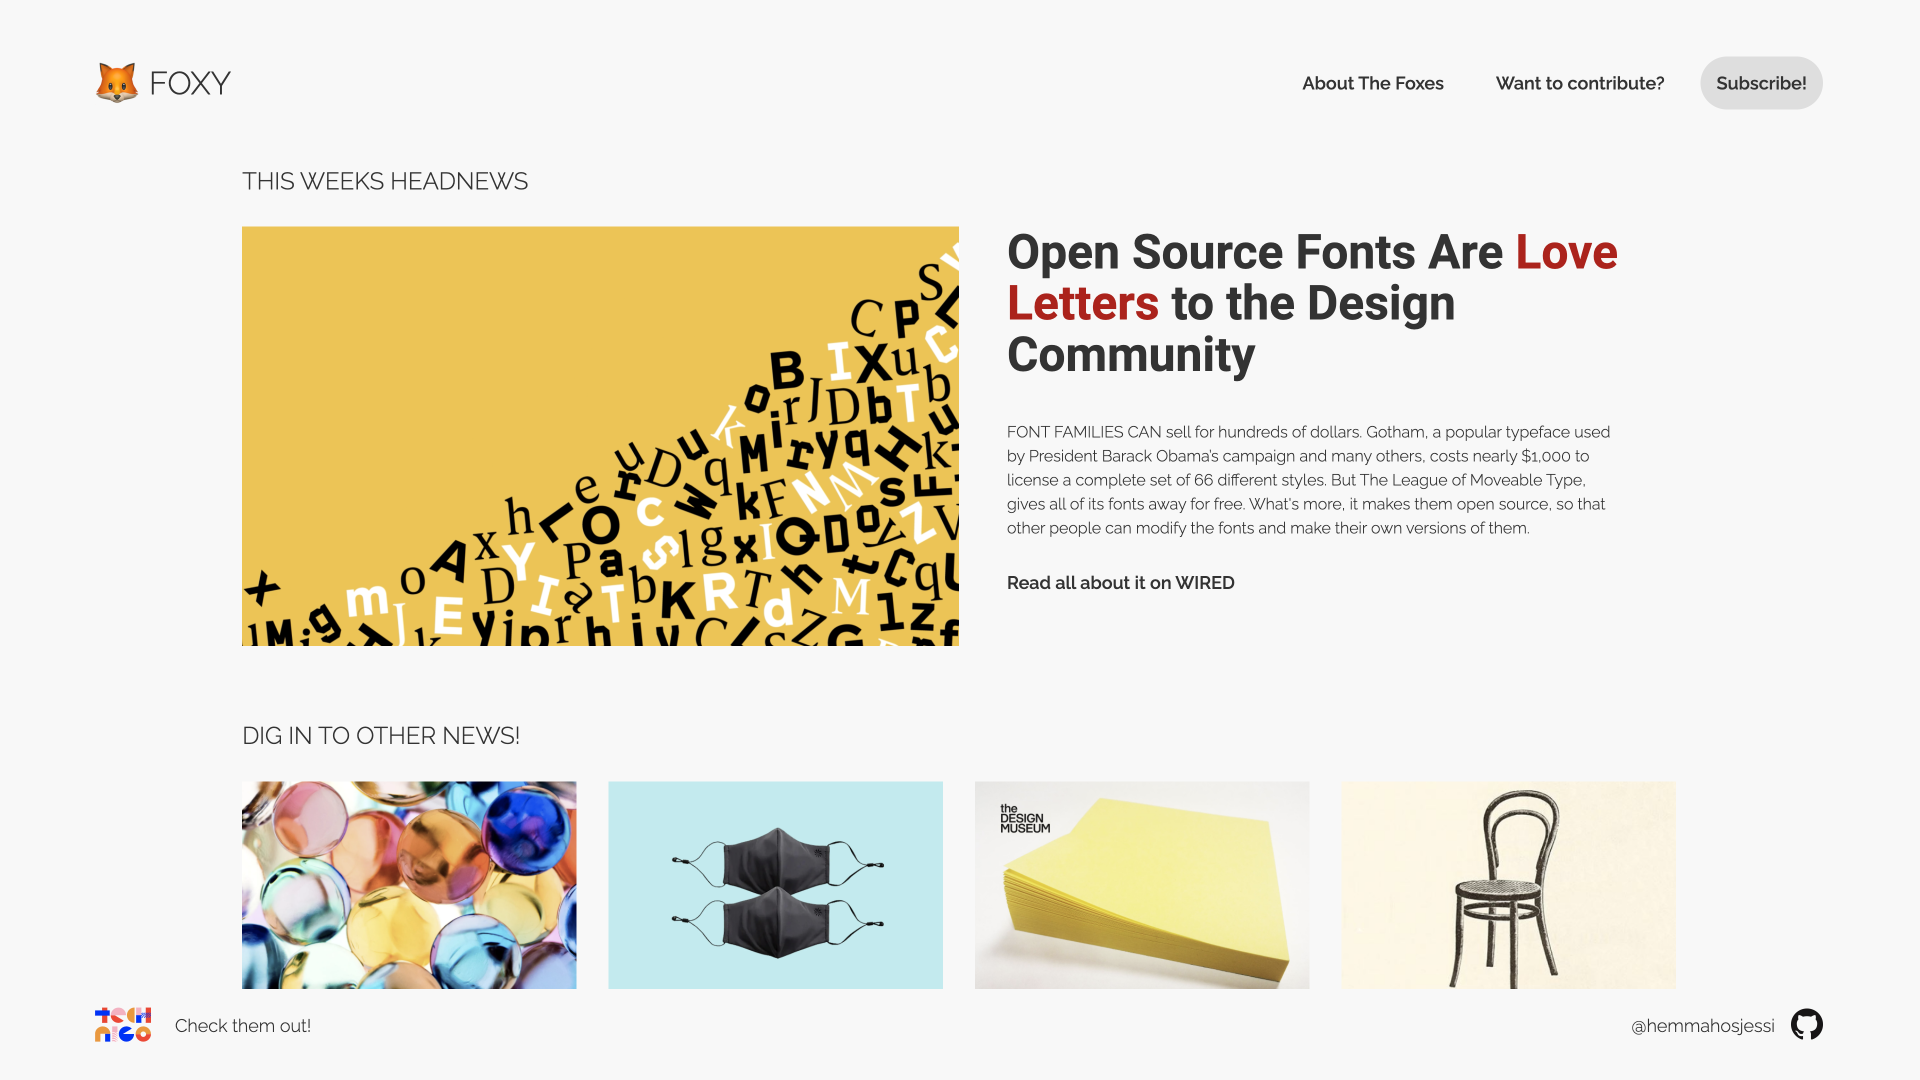 FOXY
About The Foxes
Want to contribute?
Subscribe!
THIS WEEKS HEADNEWS
Open Source Fonts Are Love
Letters to the Design
Community
FONT FAMILIES CAN sell for hundreds of dollars. Gotham, a popular typeface used
by President Barack Obama's campaign and many others, costs nearly $1,000 to
license a complete set of 66 different styles. But The League of Moveable Type,
gives all of its fonts away for free. What's more, it makes them open source, so that
other people can modify the fonts and make their own versions of them.
Read all about it on WIRED
DIG IN TO OTHER NEWS!
the
DESIGN
MUSEUM
TECH
NIGO
Check them out!
@hemmahosjessi